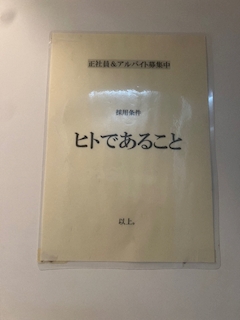 正社員＆アルバイト募集中
採用条件
ヒトであること
以上。